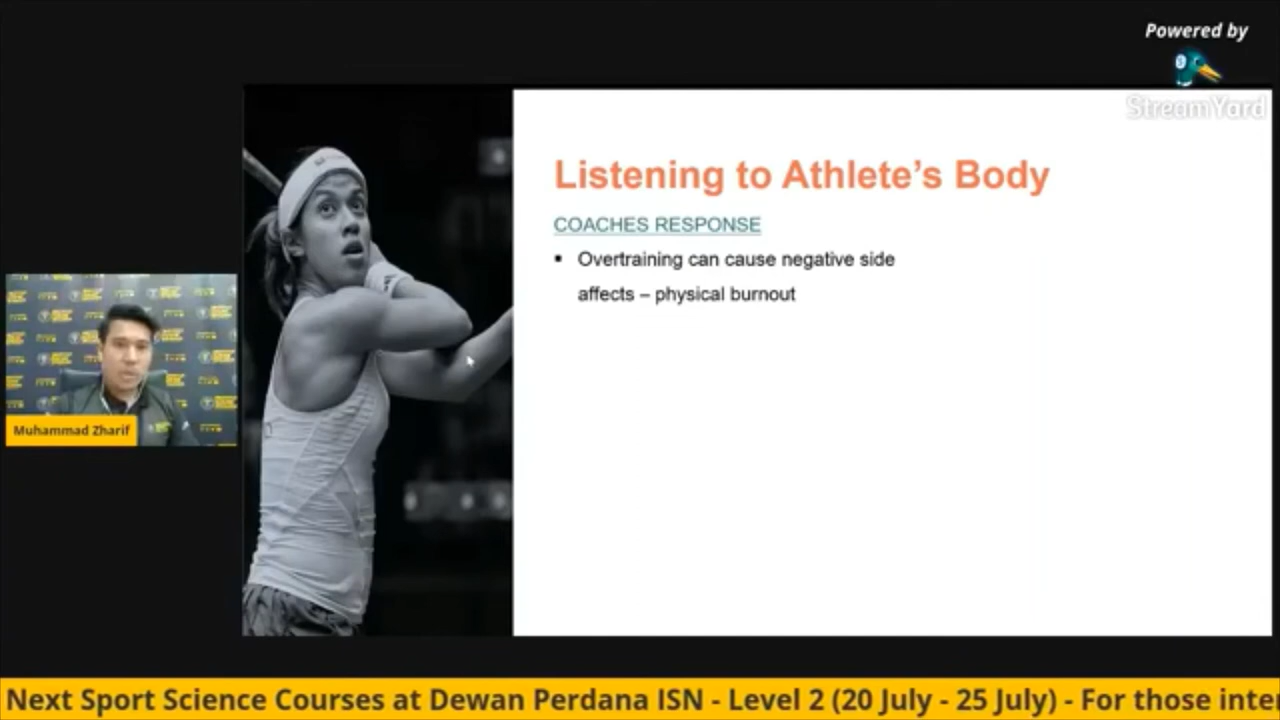 Powered by
StreamYard
Listening to Athlete's Body
COACHES RESPONSE
▪ Overtraining can cause negative side
affects – physical burnout
Muhammad Zharif
Next Sport Science Courses at Dewan Perdana ISN - Level 2 (20 July - 25 July) - For those inte